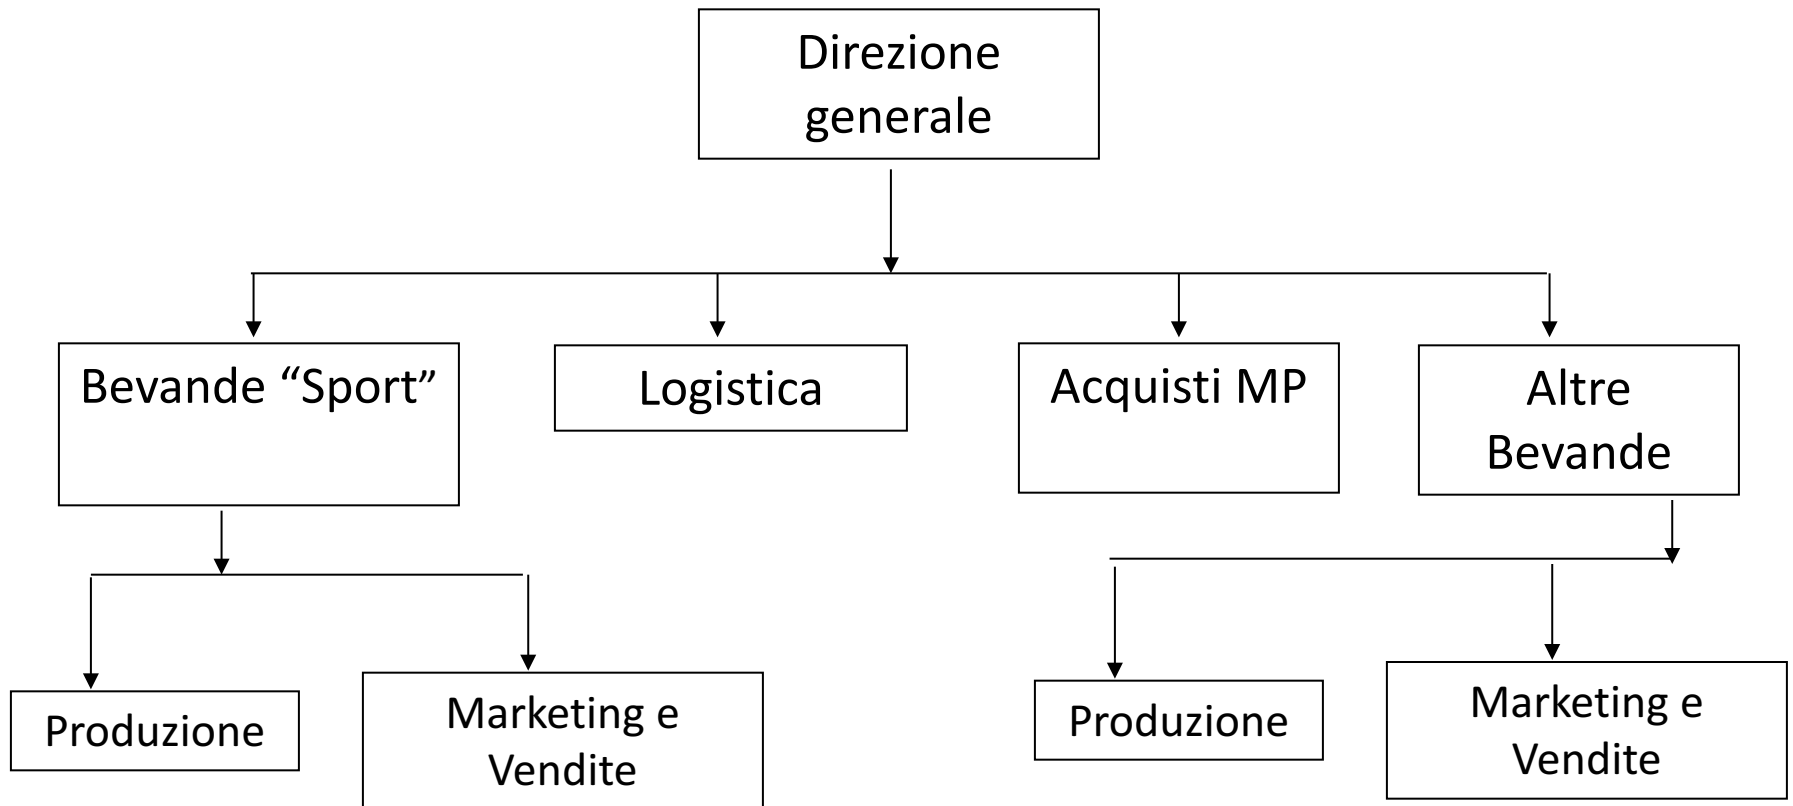 Direzione
generale
Bevande “Sport”
Logistica
Acquisti MP
Altre
Bevande
Produzione
Marketing e
Vendite
Produzione
Marketing e
Vendite